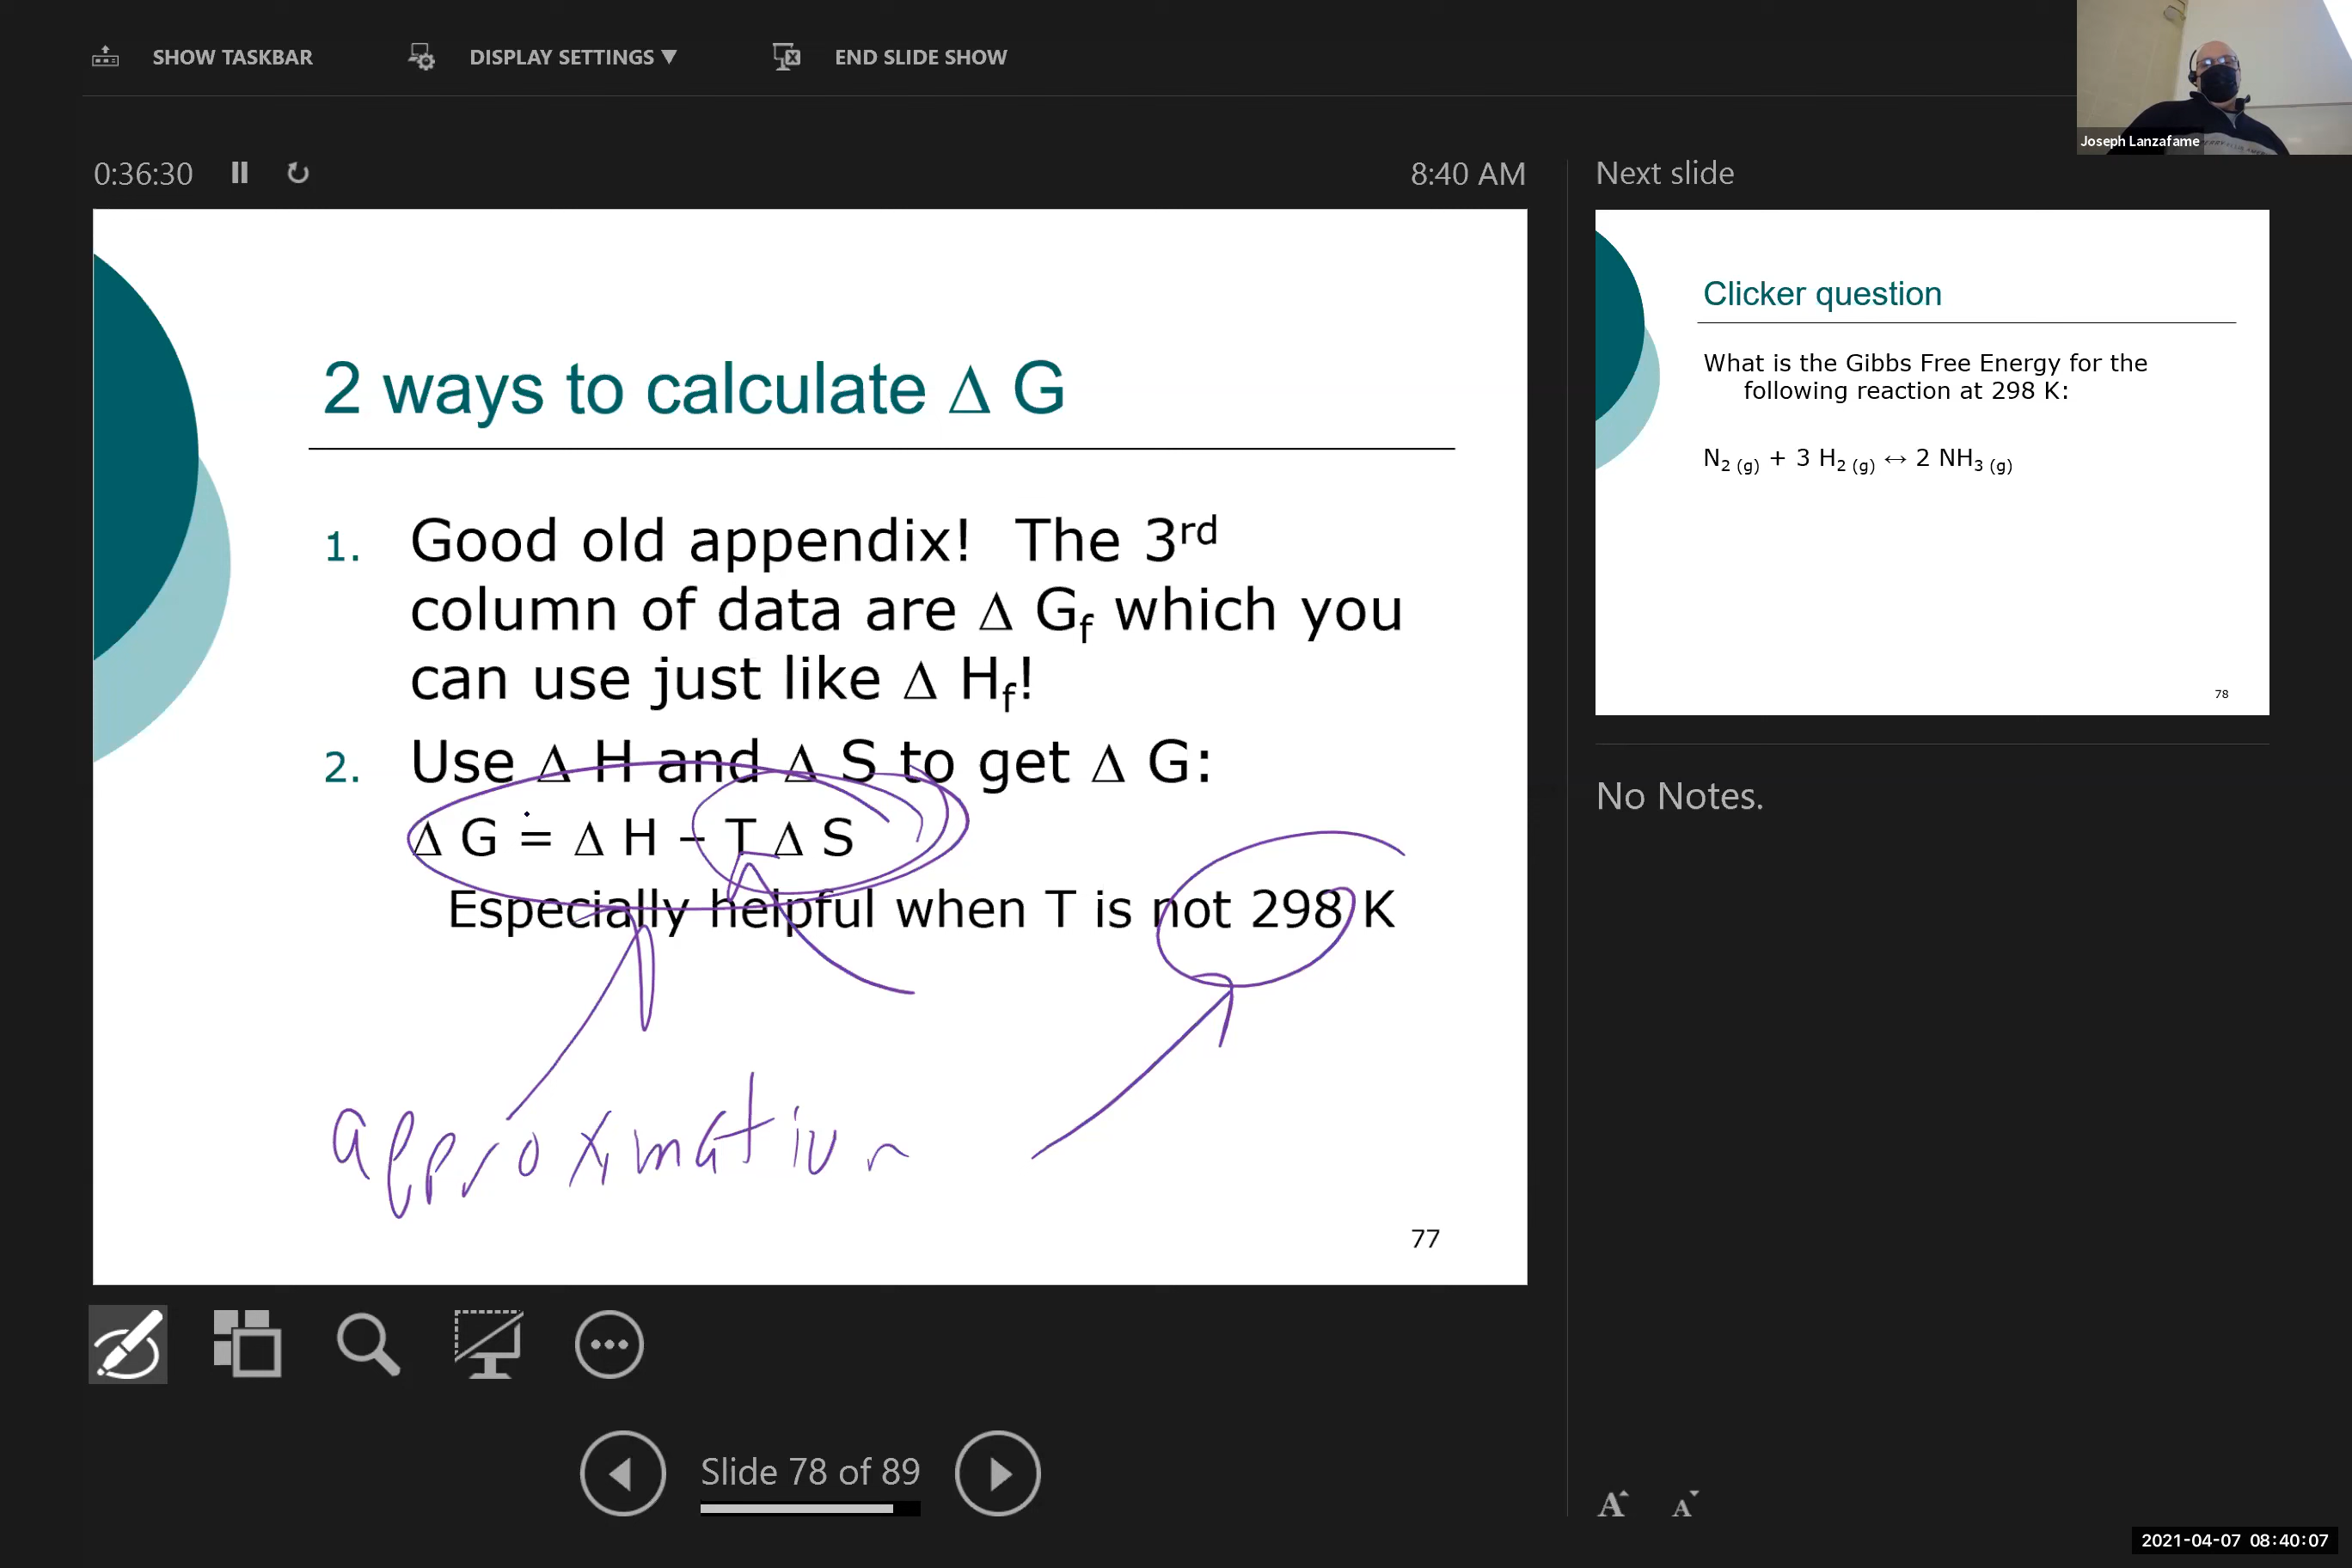 SHOW TASKBAR DISPLAY SETTINGS ▼ END SLIDE SHOW
Joseph Lanzafame
0:36:30 8:40 AM
2 ways to calculate Δ G
1. Good old appendix! The 3rd
column of data are Δ Gf which you
can use just like Δ Hf!
2. Use Δ H and Δ S to get Δ G:
Δ G = Δ H – T Δ S
Especially helpful when T is not 298 K
approximation
77
Slide 78 of 89
Next slide
Clicker question
What is the Gibbs Free Energy for the
following reaction at 298 K:
N2 (g) + 3 H2 (g) ↔ 2 NH3 (g)
78
No Notes.
A A
2021-04-07 08:40:07